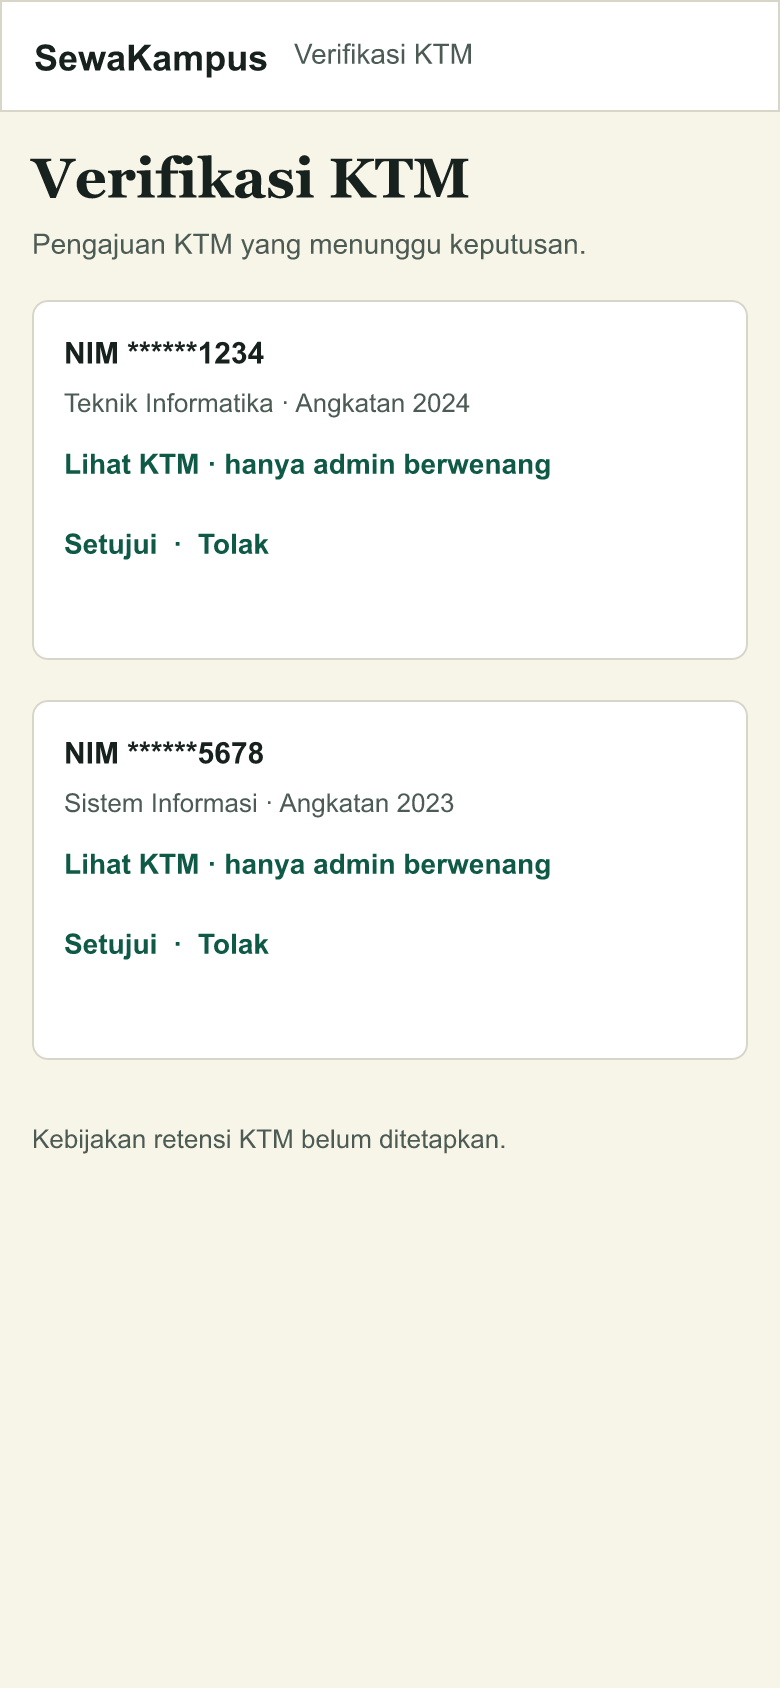 SewaKampus Verifikasi KTM
Verifikasi KTM
Pengajuan KTM yang menunggu keputusan.
NIM ******1234
Teknik Informatika · Angkatan 2024
Lihat KTM · hanya admin berwenang
Setujui · Tolak
NIM ******5678
Sistem Informasi · Angkatan 2023
Lihat KTM · hanya admin berwenang
Setujui · Tolak
Kebijakan retensi KTM belum ditetapkan.